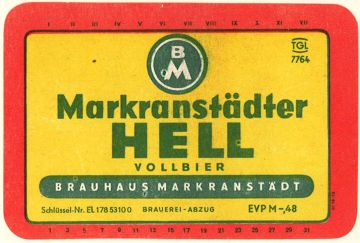 I II III IV V VI VII VIII IX X XI XII
B
M
TGL
7764
Markranstädter
HELL
VOLLBIER
BRAUHAUS MARKRANSTÄDT
Schlüssel-Nr. EL 178 53100 BRAUEREI-ABZUG EVP M -,48
1 3 5 7 9 11 13 15 17 19 21 23 25 27 29 31